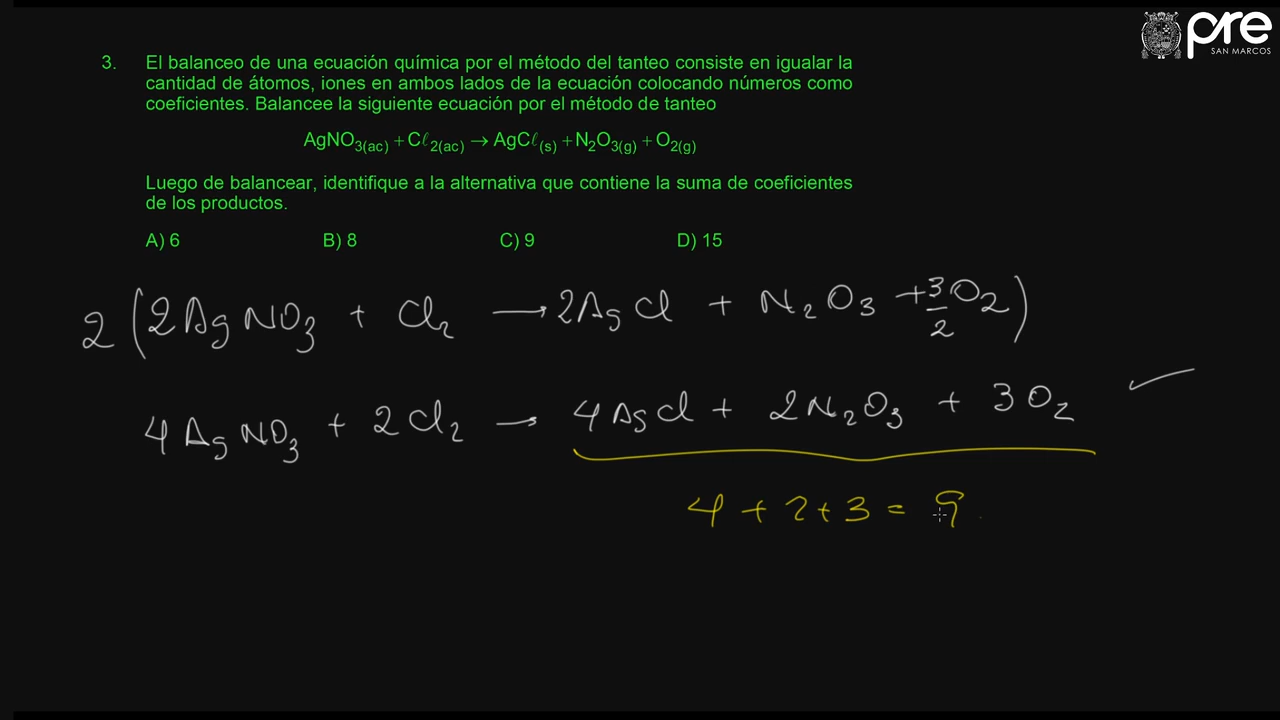 pre
SAN MARCOS
3. El balanceo de una ecuación química por el método del tanteo consiste en igualar la
cantidad de átomos, iones en ambos lados de la ecuación colocando números como
coeficientes. Balancee la siguiente ecuación por el método de tanteo
AgNO3(ac) + Cℓ2(ac) → AgCℓ(s) + N2O3(g) + O2(g)
Luego de balancear, identifique a la alternativa que contiene la suma de coeficientes
de los productos.
A) 6 B) 8 C) 9 D) 15
2 (2AgNO3 + Cl2 → 2AgCl + N2O3 + 3/2 O2)
4AgNO3 + 2Cl2 → 4AgCl + 2N2O3 + 3O2 ✓
4 + 2 + 3 = 9